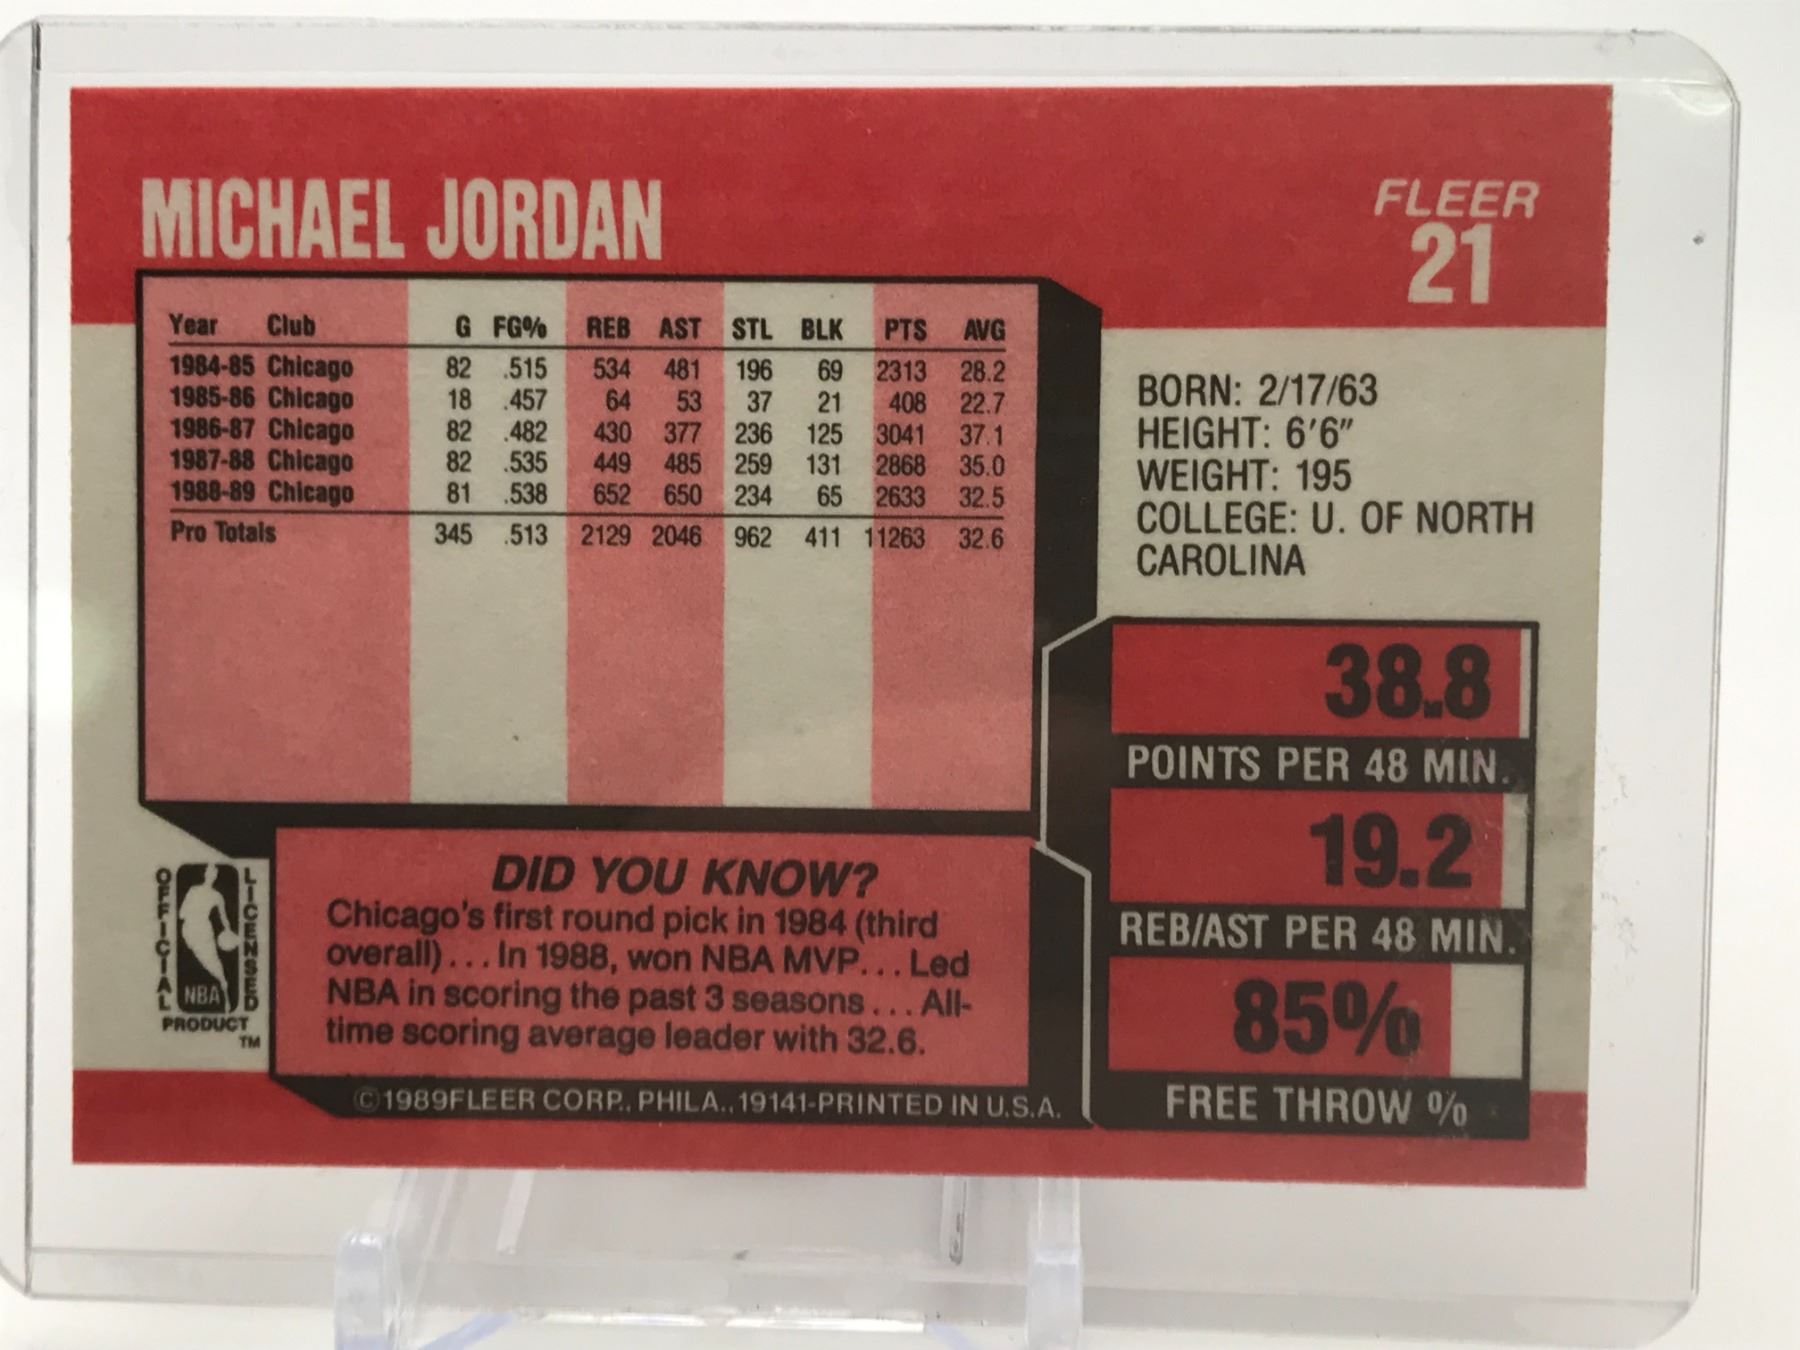 MICHAEL JORDAN
FLEER
21
Year Club G FG% REB AST STL BLK PTS AVG
1984-85 Chicago 82 .515 534 481 196 69 2313 28.2
1985-86 Chicago 18 .457 64 53 37 21 408 22.7
1986-87 Chicago 82 .482 430 377 236 125 3041 37.1
1987-88 Chicago 82 .535 449 485 259 131 2868 35.0
1988-89 Chicago 81 .538 652 650 234 65 2633 32.5
Pro Totals 345 .513 2129 2046 962 411 11263 32.6
BORN: 2/17/63
HEIGHT: 6'6"
WEIGHT: 195
COLLEGE: U. OF NORTH
CAROLINA
38.8
POINTS PER 48 MIN.
19.2
REB/AST PER 48 MIN.
85%
FREE THROW %
DID YOU KNOW?
Chicago's first round pick in 1984 (third
overall)...In 1988, won NBA MVP...Led
NBA in scoring the past 3 seasons...All-
time scoring average leader with 32.6.
OFFICIAL
LICENSED
NBA
PRODUCT
TM
©1989FLEER CORP., PHILA., 19141-PRINTED IN U.S.A.